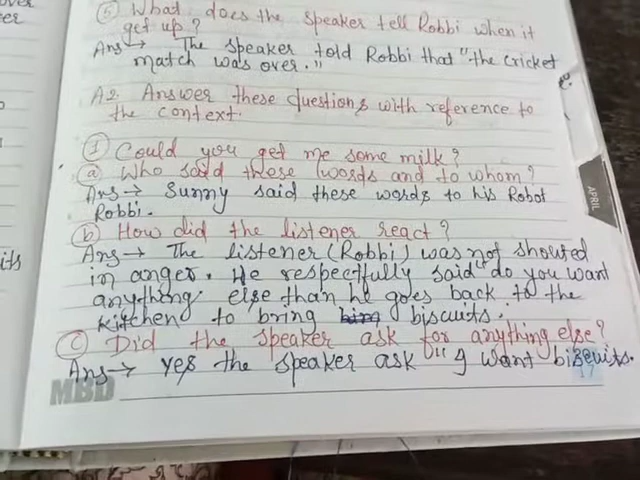 ⑤ What does the speaker tell Robbi when it
get up?
Ans → The speaker told Robbi that "the cricket
match was over."
A2 Answer these questions with reference to
the context.
① Could you get me some milk?
ⓐ Who said these words and to whom?
Ans → Sunny said these words to his Robot
Robbi.
ⓑ How did the listener react?
Ans → The listener (Robbi) was not shouted
in anger. He respectfully said "do you want
anything else than he goes back to the
kitchen to bring biscuits.
ⓒ Did the speaker ask for anything else?
Ans → Yes the speaker ask "I want biscuits.
MBD
APRIL